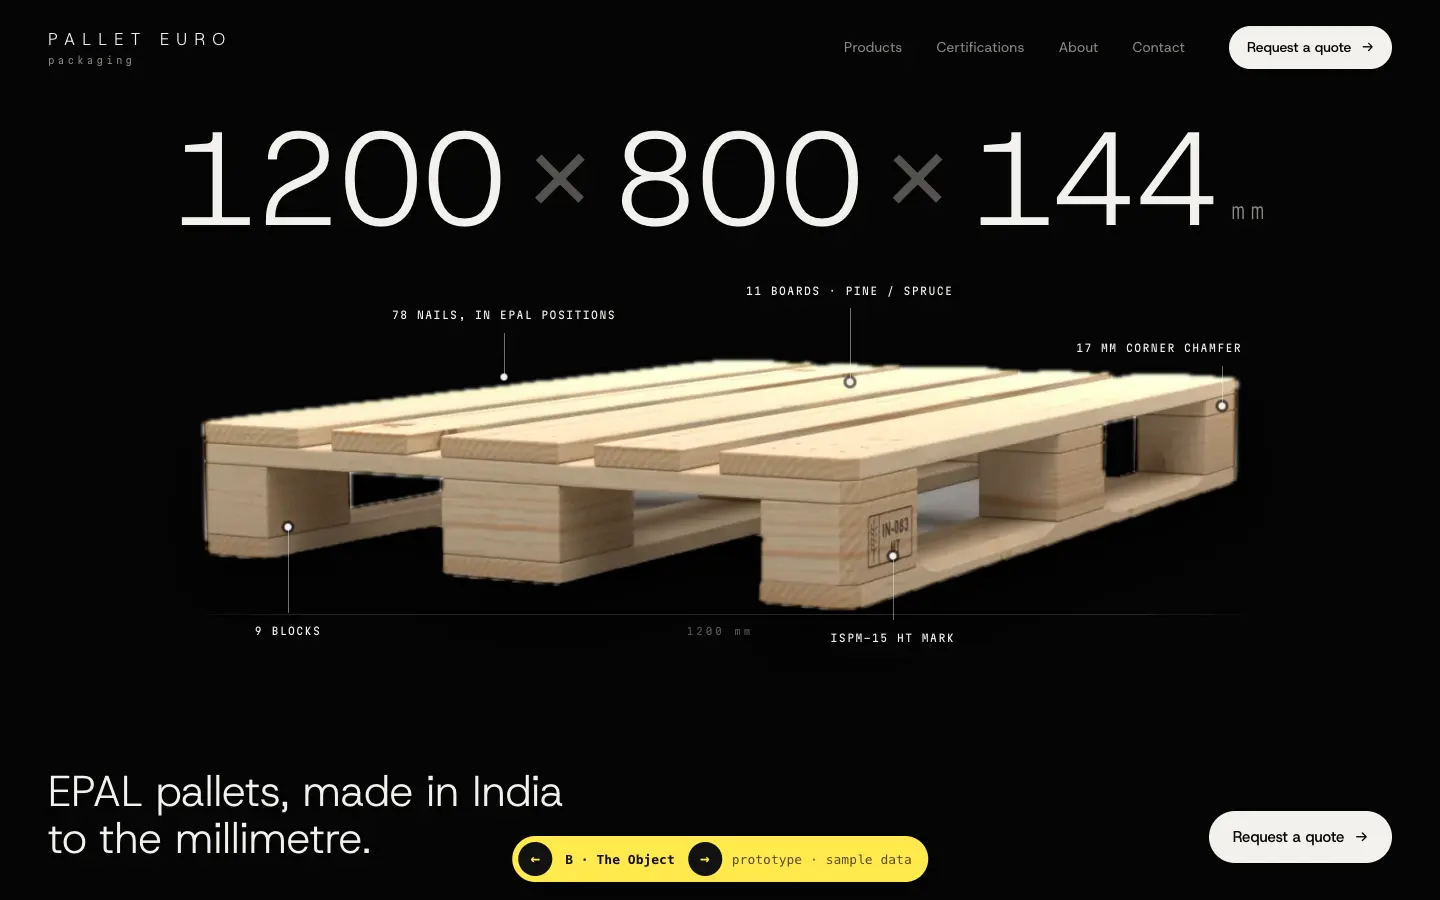 PALLET EURO
packaging
Products
Certifications
About
Contact
Request a quote →
1200 × 800 × 144 mm
11 BOARDS · PINE / SPRUCE
78 NAILS, IN EPAL POSITIONS
17 MM CORNER CHAMFER
IN-083
HT
9 BLOCKS
1200 mm
ISPM-15 HT MARK
EPAL pallets, made in India
to the millimetre.
Request a quote →
← B · The Object → prototype · sample data